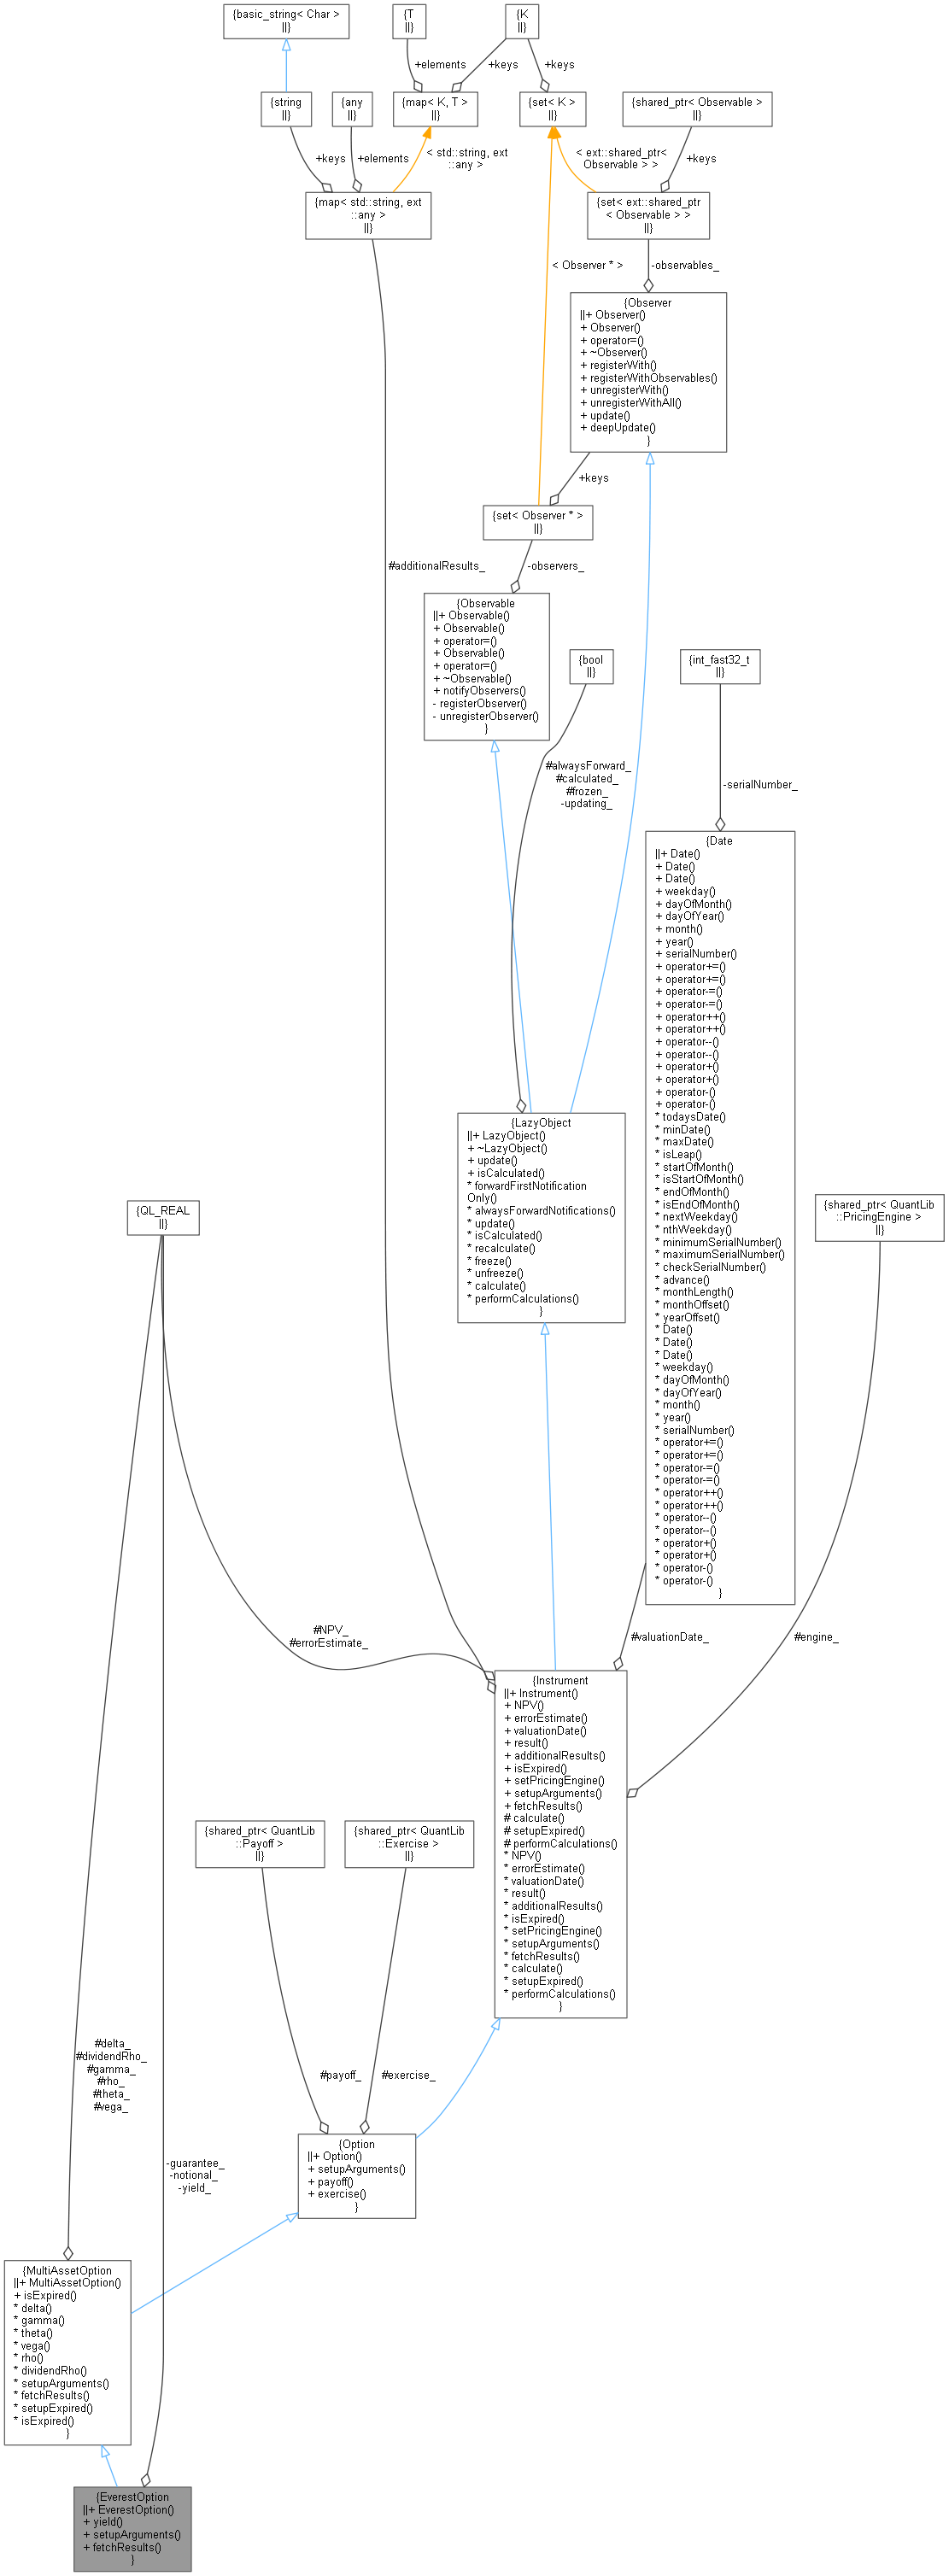 {basic_string< Char >
||}
{T
||}
{K
||}
+elements
+keys
+keys
{string
||}
{any
||}
{map< K, T >
||}
{set< K >
||}
{shared_ptr< Observable >
||}
+keys
+elements
< std::string, ext
::any >
< ext::shared_ptr<
Observable > >
+keys
{map< std::string, ext
::any >
||}
{set< ext::shared_ptr
< Observable > >
||}
< Observer * >
-observables_
{Observer
||+ Observer()
+ Observer()
+ operator=()
+ ~Observer()
+ registerWith()
+ registerWithObservables()
+ unregisterWith()
+ unregisterWithAll()
+ update()
+ deepUpdate()
}
+keys
{set< Observer * >
||}
#additionalResults_
-observers_
{Observable
||+ Observable()
+ Observable()
+ operator=()
+ Observable()
+ operator=()
+ ~Observable()
+ notifyObservers()
- registerObserver()
- unregisterObserver()
}
{bool
||}
{int_fast32_t
||}
#alwaysForward_
#calculated_
#frozen_
-updating_
-serialNumber_
{Date
||+ Date()
+ Date()
+ Date()
+ weekday()
+ dayOfMonth()
+ dayOfYear()
+ month()
+ year()
+ serialNumber()
+ operator+=()
+ operator+=()
+ operator-=()
+ operator-=()
+ operator++()
+ operator++()
+ operator--()
+ operator--()
+ operator+()
+ operator+()
+ operator-()
+ operator-()
* todaysDate()
* minDate()
* maxDate()
* isLeap()
* startOfMonth()
* isStartOfMonth()
* endOfMonth()
* isEndOfMonth()
* nextWeekday()
* nthWeekday()
* minimumSerialNumber()
* maximumSerialNumber()
* checkSerialNumber()
* advance()
* monthLength()
* monthOffset()
* yearOffset()
* Date()
* Date()
* Date()
* weekday()
* dayOfMonth()
* dayOfYear()
* month()
* year()
* serialNumber()
* operator+=()
* operator+=()
* operator-=()
* operator-=()
* operator++()
* operator++()
* operator--()
* operator--()
* operator+()
* operator+()
* operator-()
* operator-()
}
{LazyObject
||+ LazyObject()
+ ~LazyObject()
+ update()
+ isCalculated()
* forwardFirstNotification
Only()
* alwaysForwardNotifications()
* update()
* isCalculated()
* recalculate()
* freeze()
* unfreeze()
* calculate()
* performCalculations()
}
{QL_REAL
||}
{shared_ptr< QuantLib
::PricingEngine >
||}
#NPV_
#errorEstimate_
#valuationDate_
#engine_
{Instrument
||+ Instrument()
+ NPV()
+ errorEstimate()
+ valuationDate()
+ result()
+ additionalResults()
+ isExpired()
+ setPricingEngine()
+ setupArguments()
+ fetchResults()
# calculate()
# setupExpired()
# performCalculations()
* NPV()
* errorEstimate()
* valuationDate()
* result()
* additionalResults()
* isExpired()
* setPricingEngine()
* setupArguments()
* fetchResults()
* calculate()
* setupExpired()
* performCalculations()
}
{shared_ptr< QuantLib
::Payoff >
||}
{shared_ptr< QuantLib
::Exercise >
||}
#delta_
#dividendRho_
#gamma_
#rho_
#theta_
#vega_
#payoff_
#exercise_
-guarantee_
-notional_
-yield_
{Option
||+ Option()
+ setupArguments()
+ payoff()
+ exercise()
}
{MultiAssetOption
||+ MultiAssetOption()
+ isExpired()
* delta()
* gamma()
* theta()
* vega()
* rho()
* dividendRho()
* setupArguments()
* fetchResults()
* setupExpired()
* isExpired()
}
{EverestOption
||+ EverestOption()
+ yield()
+ setupArguments()
+ fetchResults()
}